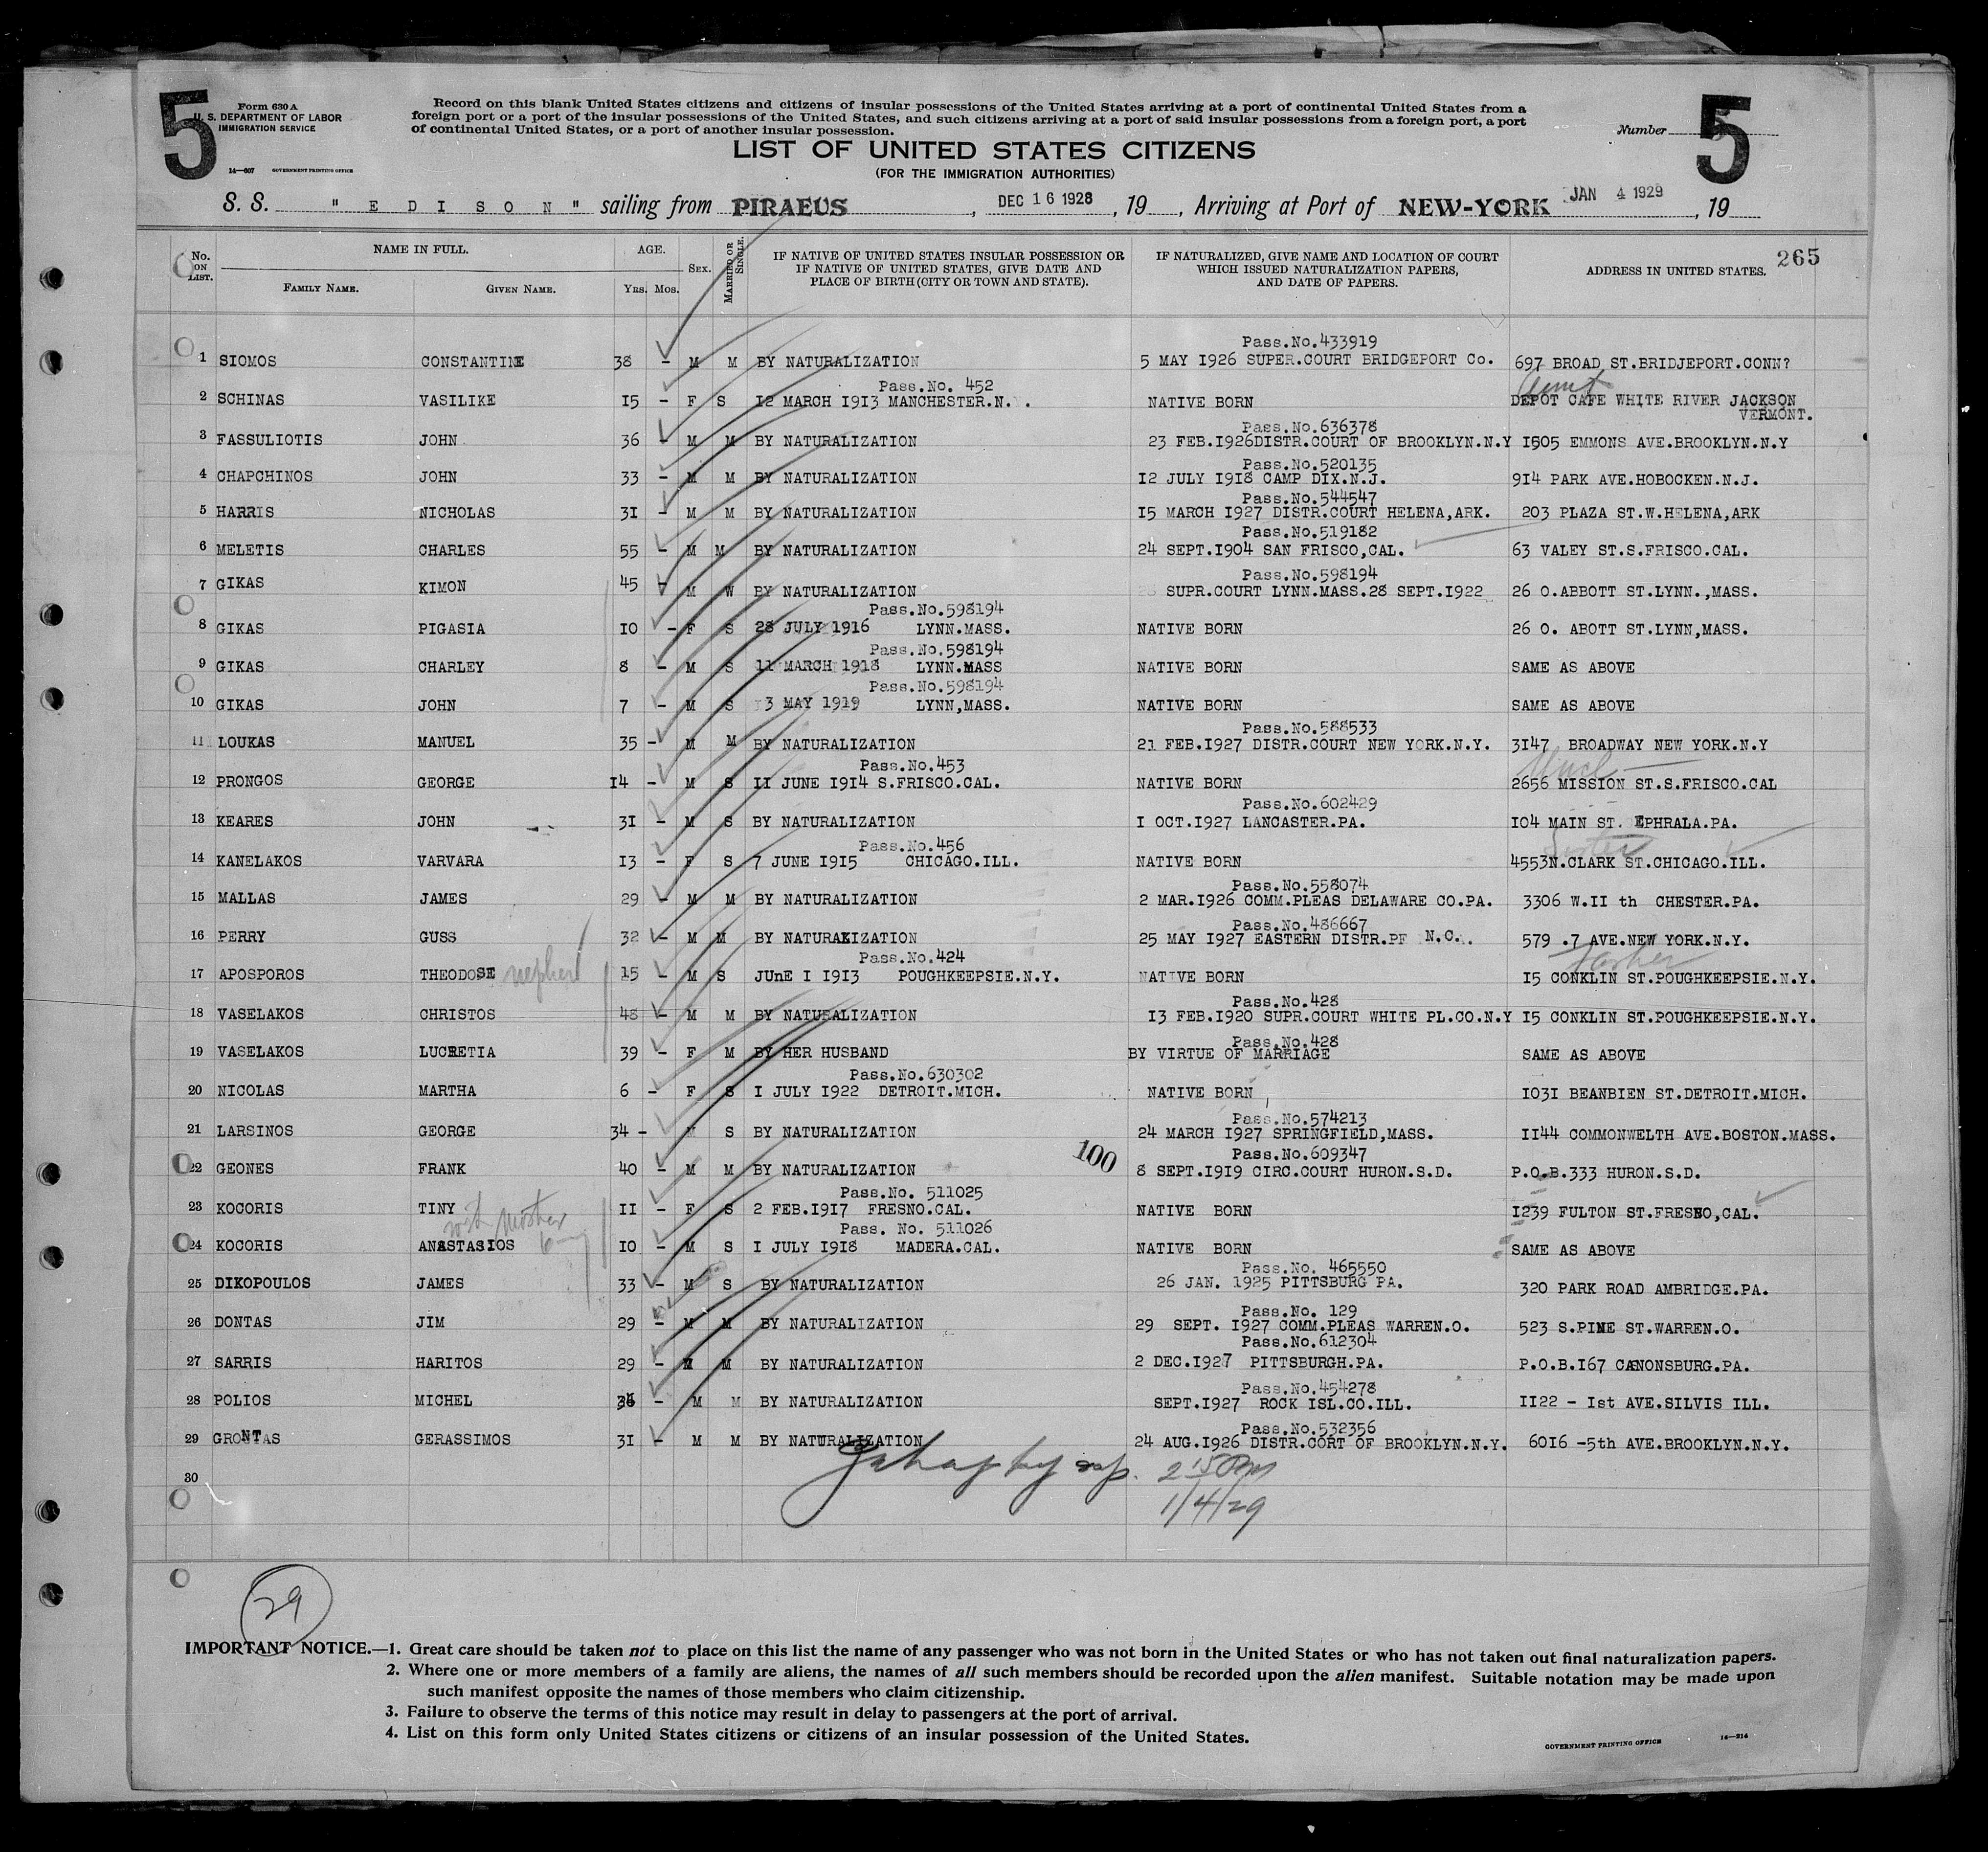 5
Form 630 A
U. S. DEPARTMENT OF LABOR
IMMIGRATION SERVICE
14—607 GOVERNMENT PRINTING OFFICE
Record on this blank United States citizens and citizens of insular possessions of the United States arriving at a port of continental United States from a
foreign port or a port of the insular possessions of the United States, and such citizens arriving at a port of said insular possessions from a foreign port, a port
of continental United States, or a port of another insular possession.
Number 5
LIST OF UNITED STATES CITIZENS
(FOR THE IMMIGRATION AUTHORITIES)
S. S. " E D I S O N " sailing from PIRAEUS, DEC 16 1928, 19 , Arriving at Port of NEW-YORK JAN 4 1929, 19
265
No. ON LIST. NAME IN FULL. FAMILY NAME. GIVEN NAME. AGE. YRS. MOS. SEX. MARRIED OR SINGLE. IF NATIVE OF UNITED STATES INSULAR POSSESSION OR IF NATIVE OF UNITED STATES, GIVE DATE AND PLACE OF BIRTH (CITY OR TOWN AND STATE). IF NATURALIZED, GIVE NAME AND LOCATION OF COURT WHICH ISSUED NATURALIZATION PAPERS, AND DATE OF PAPERS. ADDRESS IN UNITED STATES.
Pass.No.433919
1 SIOMOS CONSTANTINE 38 - M M BY NATURALIZATION 5 MAY 1926 SUPER.COURT BRIDGEPORT Co. 697 BROAD ST.BRIDJEPORT.CONN?
Pass.No. 452 Aunt
2 SCHINAS VASILIKE 15 - F S 12 MARCH 1913 MANCHESTER.N. . NATIVE BORN DEPOT CAFE WHITE RIVER JACKSON
VERMONT.
Pass.No.636378
3 FASSULIOTIS JOHN 36 - M M BY NATURALIZATION 23 FEB.1926DISTR.COURT OF BROOKLYN.N.Y 1505 EMMONS AVE.BROOKLYN.N.Y
Pass.No.520135
4 CHAPCHINOS JOHN 33 - M M BY NATURALIZATION 12 JULY 1918 CAMP DIX.N.J. 914 PARK AVE.HOBOCKEN.N.J.
Pass.No.544547
5 HARRIS NICHOLAS 31 - M M BY NATURALIZATION 15 MARCH 1927 DISTR.COURT HELENA,ARK. 203 PLAZA ST.W.HELENA,ARK
Pass.No.519182
6 MELETIS CHARLES 55 - M M BY NATURALIZATION 24 SEPT.1904 SAN FRISCO,CAL. 63 VALEY ST.S.FRISCO.CAL.
Pass.No.598194
7 GIKAS KIMON 45 - M W BY NATURALIZATION SUPR.COURT LYNN.MASS.28 SEPT.1922 26 O.ABBOTT ST.LYNN.,MASS.
Pass.No.598194
8 GIKAS PIGASIA 10 - F S 28 JULY 1916 LYNN.MASS. NATIVE BORN 26 O. ABOTT ST.LYNN,MASS.
Pass.No.598194
9 GIKAS CHARLEY 8 - M S 11 MARCH 1918 LYNN.MASS NATIVE BORN SAME AS ABOVE
Pass.No.598194
10 GIKAS JOHN 7 - M S 13 MAY 1919 LYNN,MASS. NATIVE BORN SAME AS ABOVE
Pass.No.588533
11 LOUKAS MANUEL 35 - M M BY NATURALIZATION 21 FEB.1927 DISTR.COURT NEW YORK.N.Y. 3147 BROADWAY NEW YORK.N.Y
Pass.No.453 Uncle
12 PRONGOS GEORGE 14 - M S 11 JUNE 1914 S.FRISCO.CAL. NATIVE BORN 2656 MISSION ST.S.FRISCO.CAL
Pass.No.602429
13 KEARES JOHN 31 - M S BY NATURALIZATION 1 OCT.1927 LANCASTER.PA. 104 MAIN ST. EPHRALA.PA.
Pass.No.456 Sister
14 KANELAKOS VARVARA 13 - F S 7 JUNE 1915 CHICAGO.ILL. NATIVE BORN 4553N.CLARK ST.CHICAGO.ILL.
Pass.No.558074
15 MALLAS JAMES 29 - M M BY NATURALIZATION 2 MAR.1926 COMM.PLEAS DELAWARE CO.PA. 3306 W.II th CHESTER.PA.
Pass.No.486667
16 PERRY GUSS 32 - M M BY NATURAKIZATION 25 MAY 1927 EASTERN DISTR.PF N.C.. 579 .7 AVE.NEW YORK.N.Y.
Pass.No.424 Father
17 APOSPOROS THEODOSE nephew 15 - M S JUnE 1 1913 POUGHKEEPSIE.N.Y. NATIVE BORN 15 CONKLIN ST.POUGHKEEPSIE.N.Y.
Pass.No.428
18 VASELAKOS CHRISTOS 48 - M M BY NATURALIZATION 13 FEB.1920 SUPR.COURT WHITE PL.CO.N.Y 15 CONKLIN ST.POUGHKEEPSIE.N.Y.
Pass.No.428
19 VASELAKOS LUCRETIA 39 - F M BY HER HUSBAND BY VIRTUE OF MARRIAGE SAME AS ABOVE
Pass.No.630302
20 NICOLAS MARTHA 6 - F S 1 JULY 1922 DETROIT.MICH. NATIVE BORN 1031 BEANBIEN ST.DETROIT.MICH.
Pass.No.574213
21 LARSINOS GEORGE 34 - M S BY NATURALIZATION 24 MARCH 1927 SPRINGFIELD,MASS. 1144 COMMONWELTH AVE.BOSTON.MASS.
100 Pass.No.609347
22 GEONES FRANK 40 - M M BY NATURALIZATION 8 SEPT.1919 CIRC.COURT HURON.S.D. P.O.B.333 HURON.S.D.
Pass.No. 511025
23 KOCORIS TINY 11 - F S 2 FEB.1917 FRESNO.CAL. NATIVE BORN 1239 FULTON ST.FRESNO,CAL.
with Mother Pass. No. 511026
24 KOCORIS ANASTASIOS 10 - M S 1 JULY 1918 MADERA.CAL. NATIVE BORN SAME AS ABOVE
Pass.No. 465550
25 DIKOPOULOS JAMES 33 - M S BY NATURALIZATION 26 JAN. 1925 PITTSBURG PA. 320 PARK ROAD AMBRIDGE.PA.
Pass.No. 129
26 DONTAS JIM 29 - M M BY NATURALIZATION 29 SEPT. 1927 COMM.PLEAS WARREN.O. 523 S.PINE ST.WARREN.O.
Pass.No.612304
27 SARRIS HARITOS 29 - M M BY NATURALIZATION 2 DEC.1927 PITTSBURGH.PA. P.O.B.167 CANONSBURG.PA.
Pass.No.454278
28 POLIOS MICHEL - M M BY NATURALIZATION SEPT.1927 ROCK ISL.CO.ILL. 1122 - 1st AVE.SILVIS ILL.
Pass.No.532356
29 GRONTAS GERASSIMOS 31 - M M BY NATURALIZATION 24 AUG.1926 DISTR.CORT OF BROOKLYN.N.Y. 6016 -5th AVE.BROOKLYN.N.Y.
30 2 15 PM
1/4/29
29
IMPORTANT NOTICE.—1. Great care should be taken not to place on this list the name of any passenger who was not born in the United States or who has not taken out final naturalization papers.
2. Where one or more members of a family are aliens, the names of all such members should be recorded upon the alien manifest. Suitable notation may be made upon
such manifest opposite the names of those members who claim citizenship.
3. Failure to observe the terms of this notice may result in delay to passengers at the port of arrival.
4. List on this form only United States citizens or citizens of an insular possession of the United States.
GOVERNMENT PRINTING OFFICE 14—214